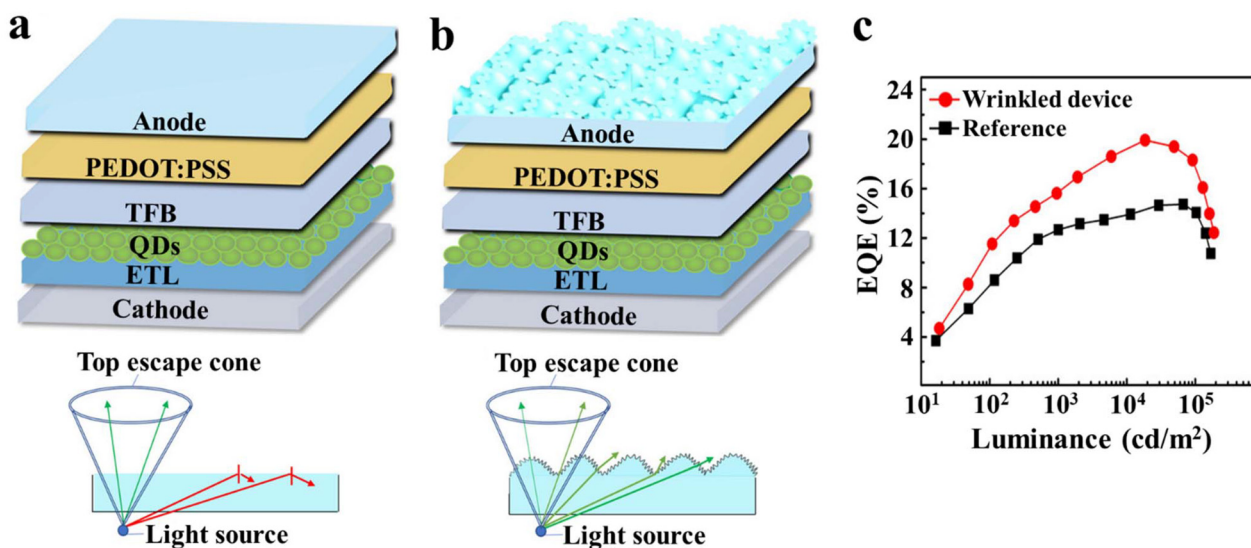 a
Anode
PEDOT:PSS
TFB
QDs
ETL
Cathode
Top escape cone
Light source
b
Anode
PEDOT:PSS
TFB
QDs
ETL
Cathode
Top escape cone
Light source
c
24
20
16
12
8
4
EQE (%)
Wrinkled device
Reference
10¹
10²
10³
10⁴
10⁵
Luminance (cd/m²)